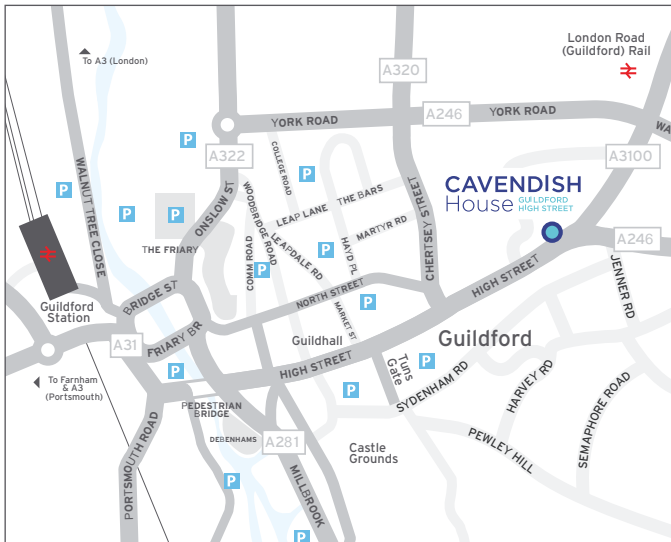 To A3 (London)
London Road
(Guildford) Rail
A320
A246
YORK ROAD
YORK ROAD
WA
A322
A3100
P
P
P
P
P
WALNUT TREE CLOSE
COLLEGE ROAD
ONSLOW ST
WOODBRIDGE ROAD
LEAP LANE
THE BARS
MARTYR RD
CHERTSEY STREET
CAVENDISH
House
GUILDFORD
HIGH STREET
A246
THE FRIARY
COMM ROAD
LEAPDALE RD
HAY'D PL
P
P
HIGH STREET
JENNER RD
Guildford
Station
BRIDGE ST
NORTH STREET
MARKET ST
P
A31
FRIARY BR
Guildhall
Guildford
HIGH STREET
Tuns
Gate
P
SYDENHAM RD
HARVEY RD
SEMAPHORE ROAD
To Farnham
& A3
(Portsmouth)
P
P
PEDESTRIAN
BRIDGE
PORTSMOUTH ROAD
DEBENHAMS
A281
Castle
Grounds
PEWLEY HILL
MILLBROOK
P
P